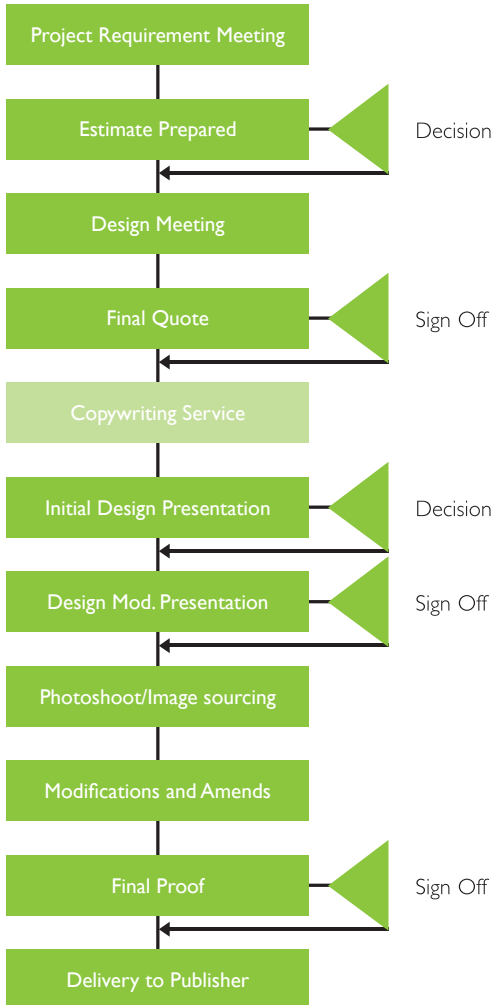 Project Requirement Meeting
Estimate Prepared
Decision
Design Meeting
Final Quote
Sign Off
Copywriting Service
Initial Design Presentation
Decision
Design Mod. Presentation
Sign Off
Photoshoot/Image sourcing
Modifications and Amends
Final Proof
Sign Off
Delivery to Publisher